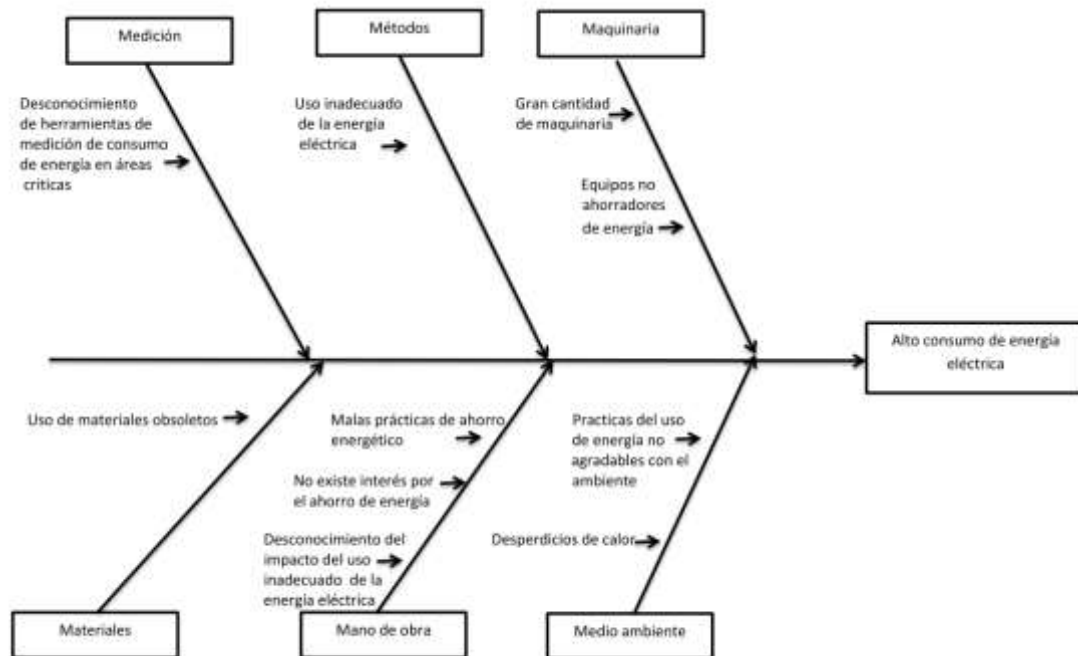 Medición
Métodos
Maquinaria
Desconocimiento
de herramientas de
medición de consumo
de energía en áreas
criticas
Uso inadecuado
de la energía
eléctrica
Gran cantidad
de maquinaria
Equipos no
ahorradores
de energía
Alto consumo de energía
eléctrica
Uso de materiales obsoletos
Malas prácticas de ahorro
energético
No existe interés por
el ahorro de energía
Desconocimiento del
impacto del uso
inadecuado de la
energía eléctrica
Practicas del uso
de energía no
agradables con el
ambiente
Desperdicios de calor
Materiales
Mano de obra
Medio ambiente